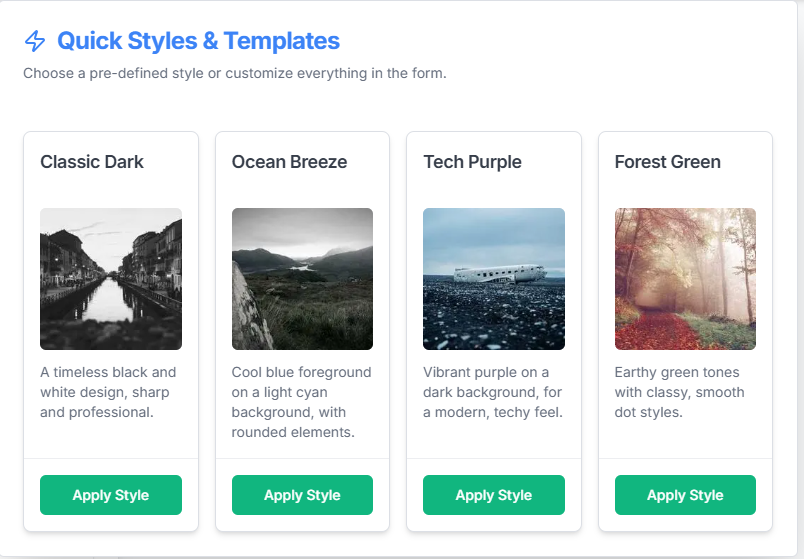 Quick Styles & Templates
Choose a pre-defined style or customize everything in the form.
Classic Dark
A timeless black and
white design, sharp
and professional.
Apply Style
Ocean Breeze
Cool blue foreground
on a light cyan
background, with
rounded elements.
Apply Style
Tech Purple
Vibrant purple on a
dark background, for
a modern, techy feel.
Apply Style
Forest Green
Earthy green tones
with classy, smooth
dot styles.
Apply Style